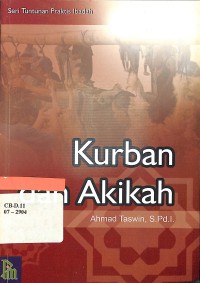 Seri Tuntunan Praktis Ibadah
Kurban
dan Akikah
Ahmad Taswin, S.Pd.I.
CB-D.11
07 – 2904